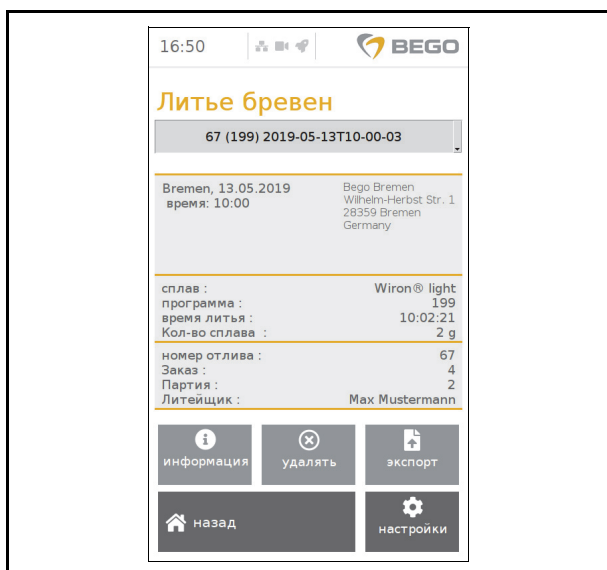 16:50
BEGO
Литье бревен
67 (199) 2019-05-13T10-00-03
Bremen, 13.05.2019
время: 10:00
Bego Bremen
Wilhelm-Herbst Str. 1
28359 Bremen
Germany
сплав : Wiron® light
программа : 199
время литья : 10:02:21
Кол-во сплава : 2 g
номер отлива : 67
Заказ : 4
Партия : 2
Литейщик : Max Mustermann
информация
удалять
экспорт
назад
настройки